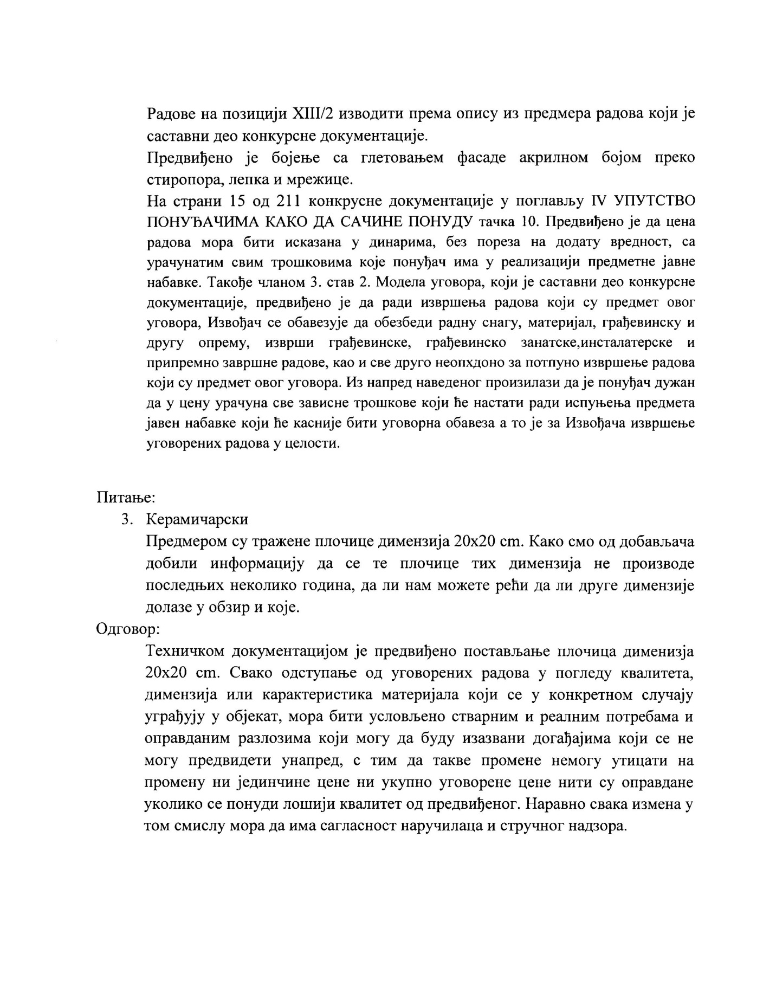 Радове на позицији XIII/2 изводити према опису из предмера радова који је
саставни део конкурсне документације.
Предвиђено је бојење са глетовањем фасаде акрилном бојом преко
стиропора, лепка и мрежице.
На страни 15 од 211 конкрусне документације у поглављу IV УПУТСТВО
ПОНУЂАЧИМА КАКО ДА САЧИНЕ ПОНУДУ тачка 10. Предвиђено је да цена
радова мора бити исказана у динарима, без пореза на додату вредност, са
урачунатим свим трошковима које понуђач има у реализацији предметне јавне
набавке. Такође чланом 3. став 2. Модела уговора, који је саставни део конкурсне
документације, предвиђено је да ради извршења радова који су предмет овог
уговора, Извођач се обавезује да обезбеди радну снагу, материјал, грађевинску и
другу опрему, изврши грађевинске, грађевинско занатске,инсталатерске и
припремно завршне радове, као и све друго неопхдоно за потпуно извршење радова
који су предмет овог уговора. Из напред наведеног произилази да је понуђач дужан
да у цену урачуна све зависне трошкове који ће настати ради испуњења предмета
јавен набавке који ће касније бити уговорна обавеза а то је за Извођача извршење
уговорених радова у целости.
Питање:
3. Керамичарски
Предмером су тражене плочице димензија 20x20 cm. Како смо од добављача
добили информацију да се те плочице тих димензија не производе
последњих неколико година, да ли нам можете рећи да ли друге димензије
долазе у обзир и које.
Одговор:
Техничком документацијом је предвиђено постављање плочица дименизја
20x20 cm. Свако одступање од уговорених радова у погледу квалитета,
димензија или карактеристика материјала који се у конкретном случају
уграђују у објекат, мора бити условљено стварним и реалним потребама и
оправданим разлозима који могу да буду изазвани догађајима који се не
могу предвидети унапред, с тим да такве промене немогу утицати на
промену ни јединчине цене ни укупно уговорене цене нити су оправдане
уколико се понуди лошији квалитет од предвиђеног. Наравно свака измена у
том смислу мора да има сагласност наручилаца и стручног надзора.